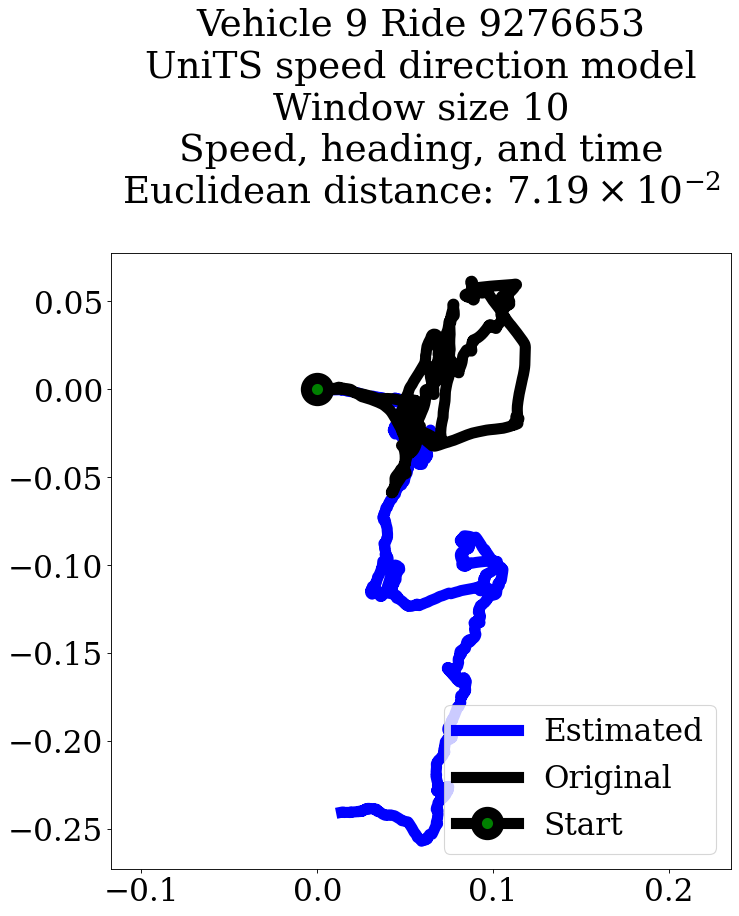 Vehicle 9 Ride 9276653
UniTS speed direction model
Window size 10
Speed, heading, and time
Euclidean distance: 7.19 × 10⁻²
0.05
0.00
−0.05
−0.10
−0.15
−0.20
−0.25
Estimated
Original
Start
−0.1
0.0
0.1
0.2